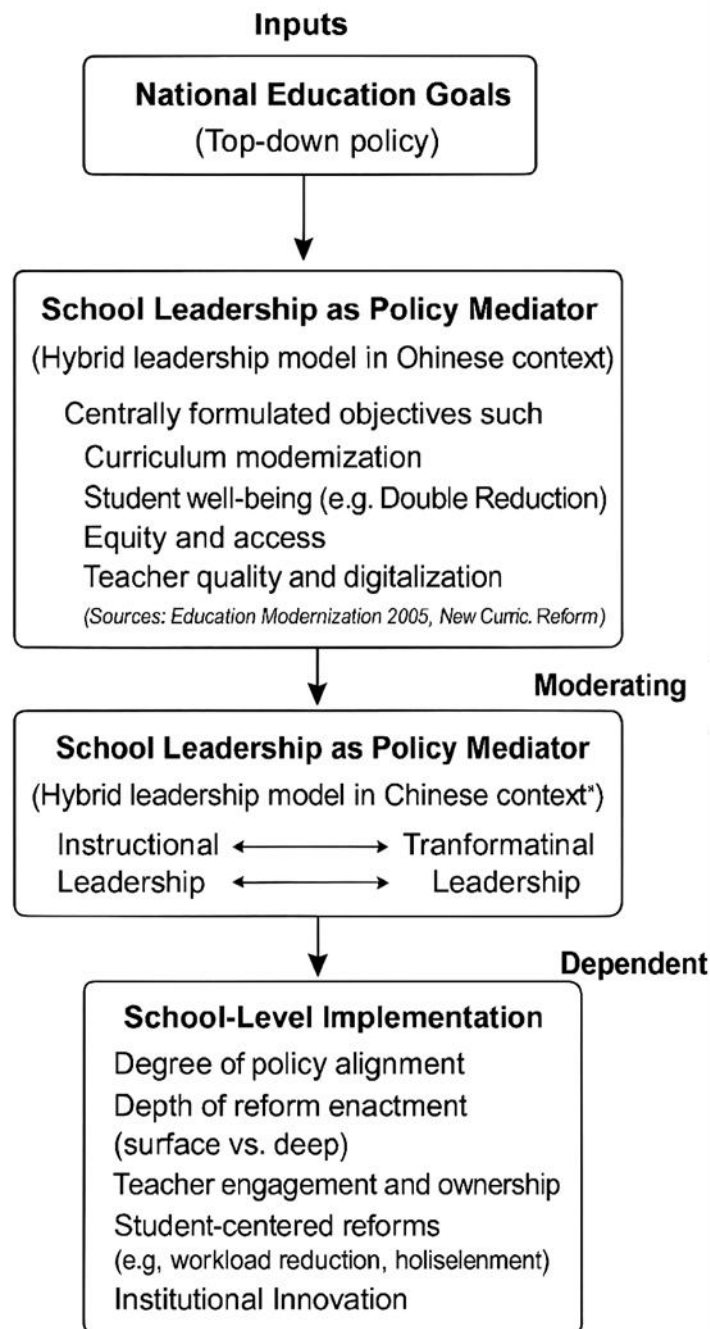 Inputs
National Education Goals
(Top-down policy)
School Leadership as Policy Mediator
(Hybrid leadership model in Ohinese context)
Centrally formulated objectives such
Curriculum modemization
Student well-being (e.g. Double Reduction)
Equity and access
Teacher quality and digitalization
(Sources: Education Modernization 2005, New Curric. Reform)
Moderating
School Leadership as Policy Mediator
(Hybrid leadership model in Chinese context*)
Instructional Tranformatinal
Leadership Leadership
Dependent
School-Level Implementation
Degree of policy alignment
Depth of reform enactment
(surface vs. deep)
Teacher engagement and ownership
Student-centered reforms
(e.g, workload reduction, holiselenment)
Institutional Innovation